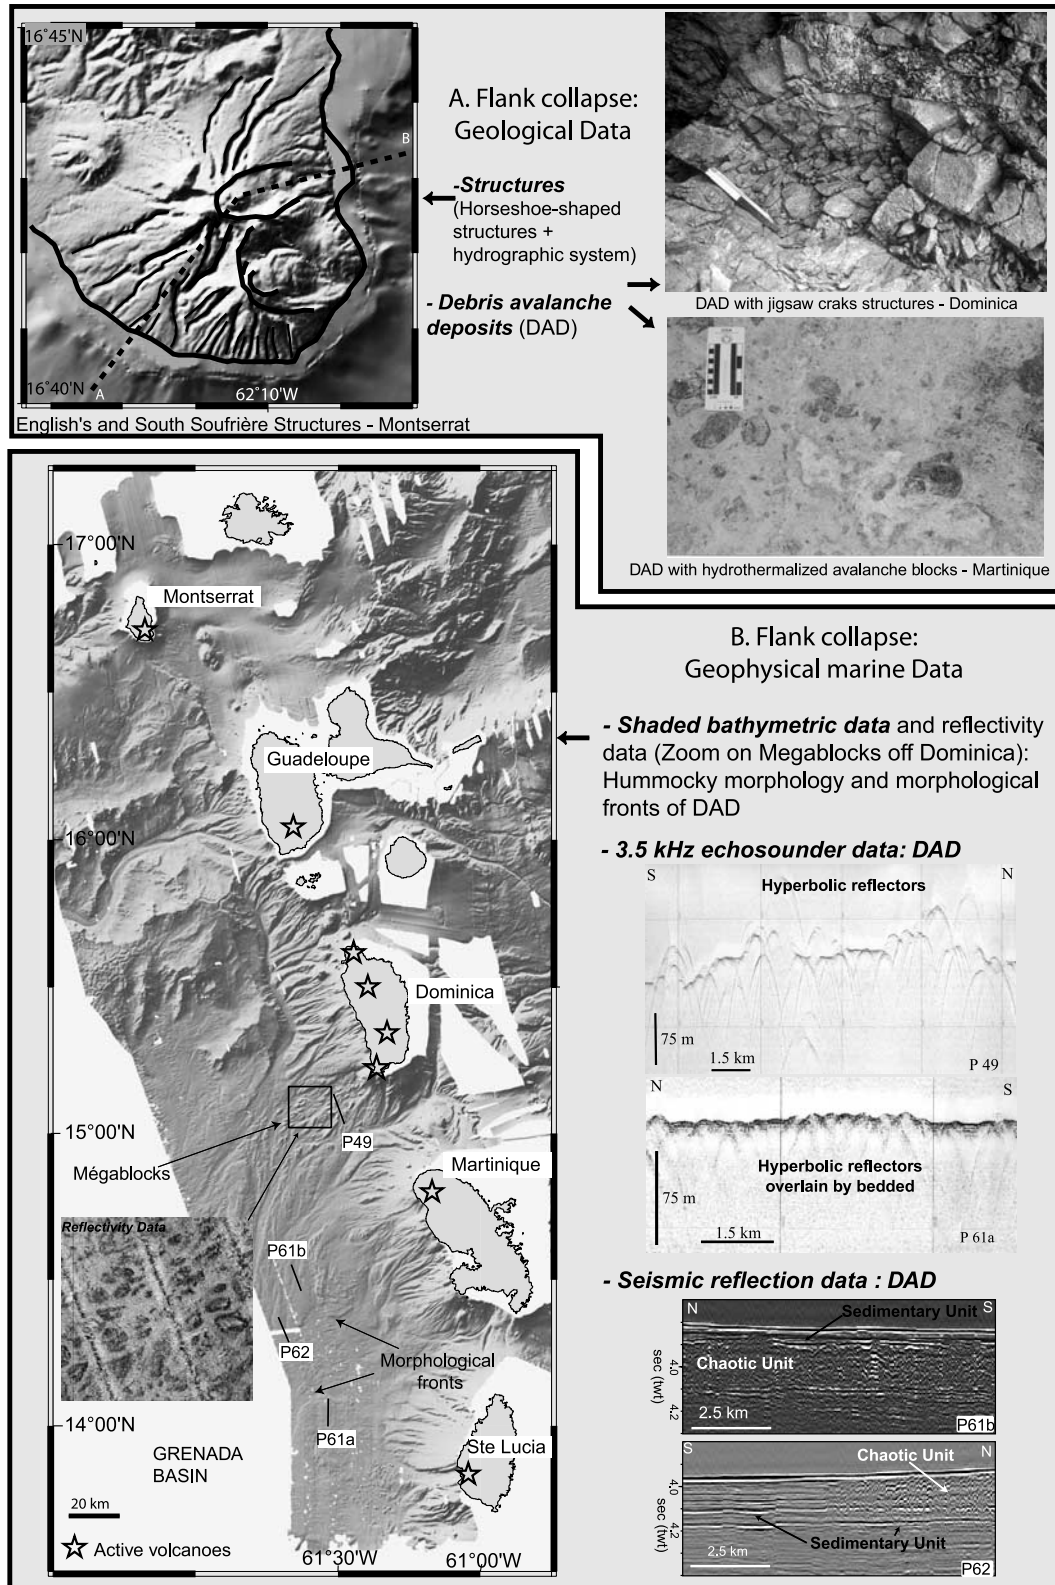 16°45'N
B
A
16°40'N
62°10'W
English's and South Soufrière Structures - Montserrat
A. Flank collapse:
Geological Data
-Structures
(Horseshoe-shaped
structures +
hydrographic system)
- Debris avalanche
deposits (DAD)
DAD with jigsaw craks structures - Dominica
DAD with hydrothermalized avalanche blocks - Martinique
17°00'N
Montserrat
Guadeloupe
16°00'N
Dominica
15°00'N
P49
Mégablocks
Martinique
Reflectivity Data
P61b
P62
Morphological
fronts
14°00'N
P61a
Ste Lucia
GRENADA
BASIN
20 km
Active volcanoes
61°30'W
61°00'W
B. Flank collapse:
Geophysical marine Data
- Shaded bathymetric data and reflectivity
data (Zoom on Megablocks off Dominica):
Hummocky morphology and morphological
fronts of DAD
- 3.5 kHz echosounder data: DAD
S
N
Hyperbolic reflectors
75 m
1.5 km
P 49
N
S
Hyperbolic reflectors
overlain by bedded
75 m
1.5 km
P 61a
- Seismic reflection data : DAD
N
S
Sedimentary Unit
Chaotic Unit
sec (twt)
4.0
4.2
2.5 km
P61b
S
N
Chaotic Unit
sec (twt)
4.0
4.2
Sedimentary Unit
2.5 km
P62